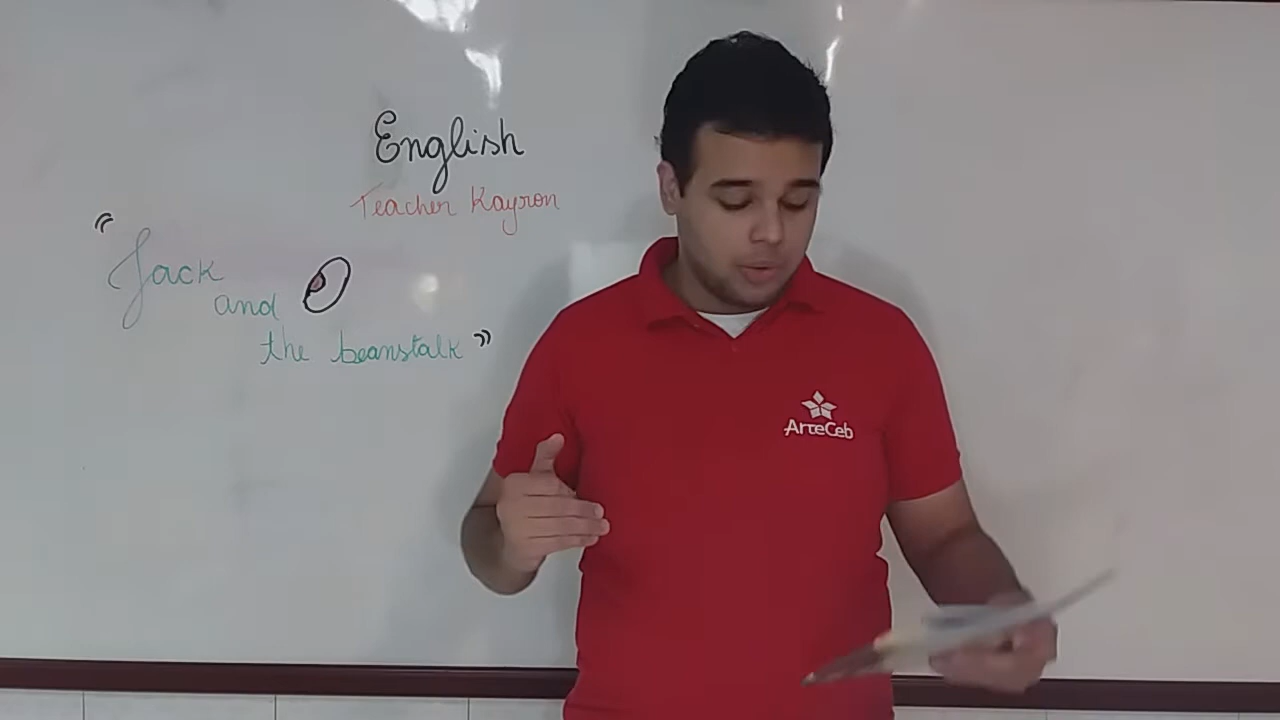 English
Teacher Kayron
"Jack
and
the beanstalk"
ArteCeb